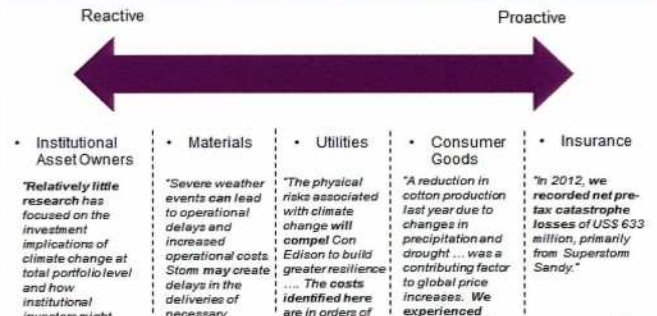 Reactive
Proactive
• Institutional
Asset Owners
"Relatively little
research has
focused on the
investment
implications of
climate change at
total portfolio level
and how
institutional
investors might
• Materials
"Severe weather
events can lead
to operational
delays and
increased
operational costs.
Storm may create
delays in the
deliveries of
necessary
• Utilities
"The physical
risks associated
with climate
change will
compel Con
Edison to build
greater resilience
.... The costs
identified here
are in orders of
• Consumer
Goods
"A reduction in
cotton production
last year due to
changes in
precipitation and
drought ... was a
contributing factor
to global price
increases. We
experienced
• Insurance
"In 2012, we
recorded net pre-
tax catastrophe
losses of US$ 633
million, primarily
from Superstorm
Sandy."